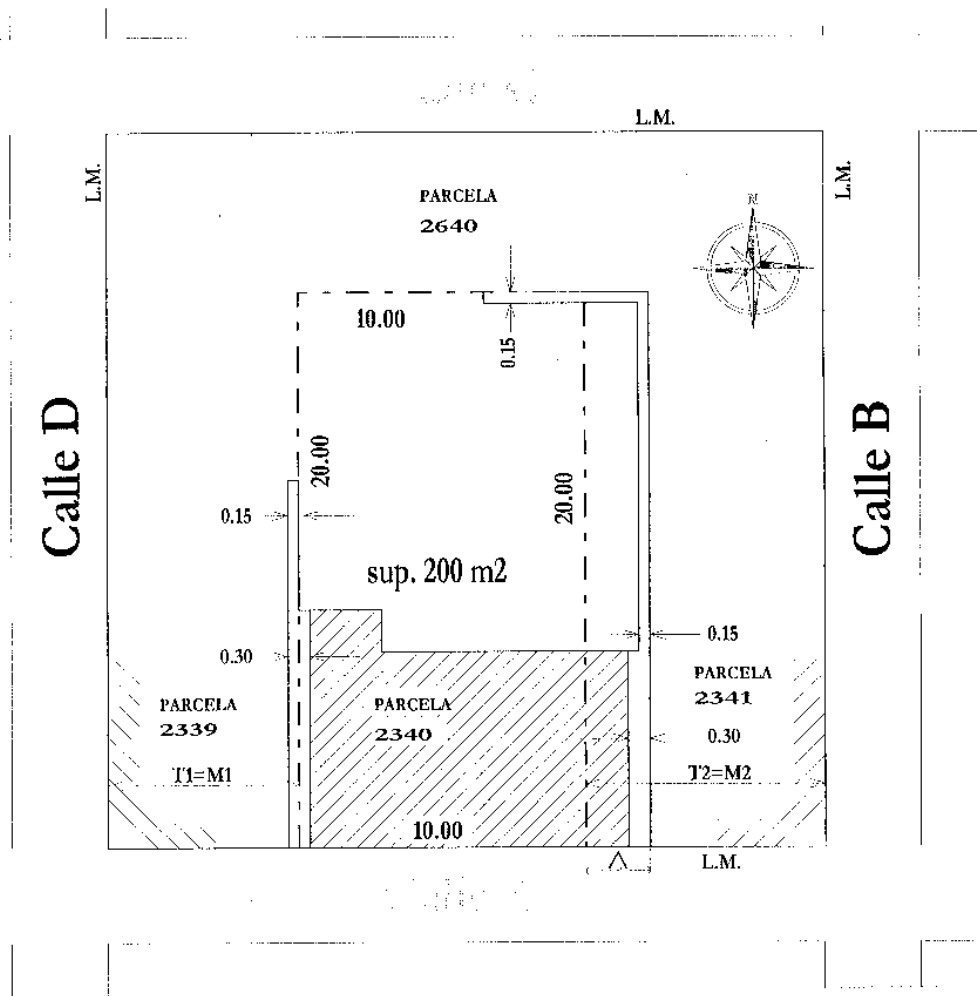 L.M.
L.M.
L.M.
PARCELA
2640
N
10.00
0.15
Calle D
20.00
20.00
Calle B
0.15
sup. 200 m2
0.15
0.30
PARCELA
2341
PARCELA
2339
PARCELA
2340
0.30
T1=M1
T2=M2
10.00
A
L.M.